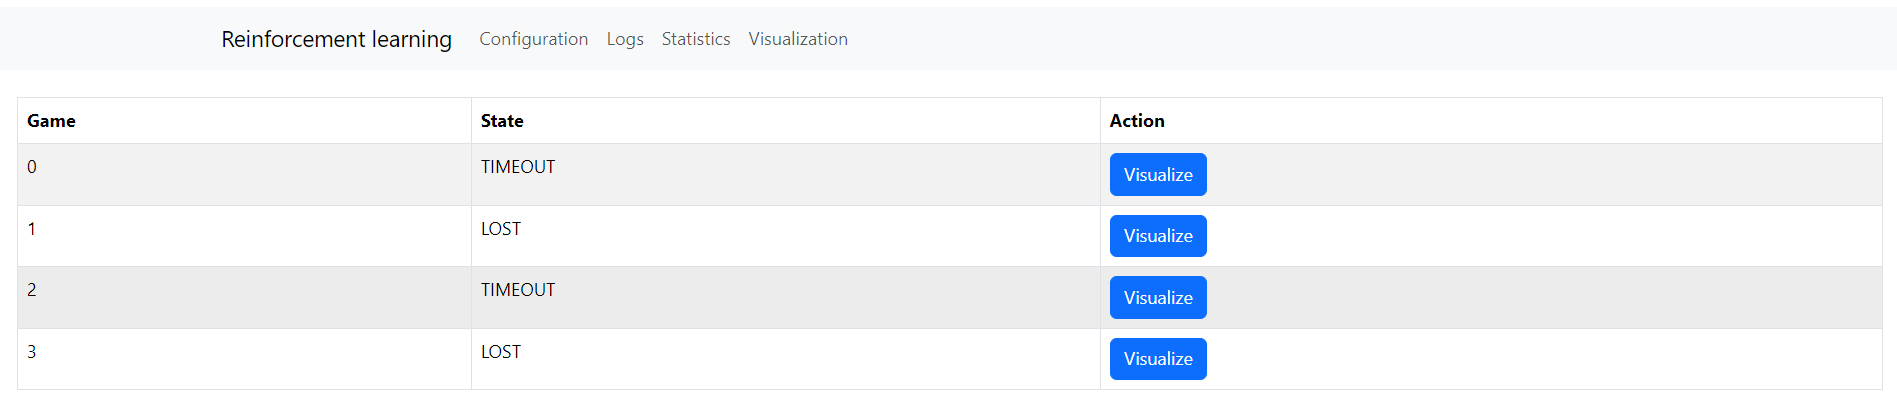 Reinforcement learning Configuration Logs Statistics Visualization
Game State Action
0 TIMEOUT Visualize
1 LOST Visualize
2 TIMEOUT Visualize
3 LOST Visualize